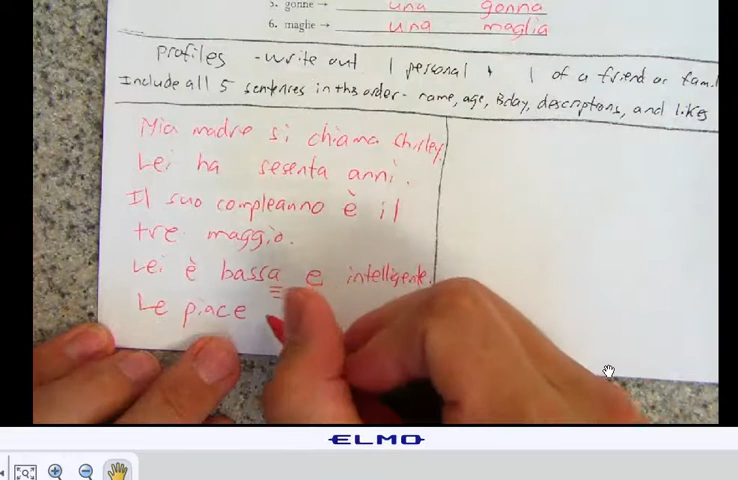 5. gonne → una gonna
6. maglie → una maglia
profiles - write out 1 personal + 1 of a friend or famil
Include all 5 sentences in this order - name, age, Bday, descriptions, and likes
Mia madre si chiama Shirley.
Lei ha sesenta anni.
Il suo compleanno è il
tre maggio.
Lei è bassa e intelligente.
Le piace
ELMO